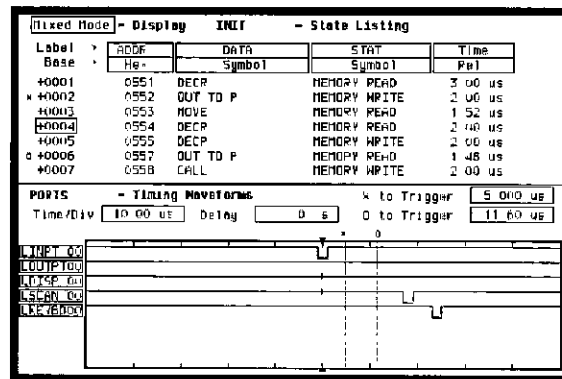 Mixed Mode - Display INIT - State Listing
Label > ADDR DATA STAT Time
Base > Hex Symbol Symbol Rel
+0001 0551 DECR MEMORY READ 3.00 us
x +0002 0552 OUT TO P MEMORY WRITE 2.00 us
+0003 0553 MOVE MEMORY READ 1.52 us
+0004 0554 DECR MEMORY READ us
+0005 0555 DECR MEMORY WRITE 2.00 us
o +0006 0557 OUT TO P MEMORY READ 1.48 us
+0007 0558 CALL MEMORY WRITE 2.00 us
PORTS - Timing Waveforms X to Trigger 5.000 us
Time/Div 10.00 us Delay 0 s O to Trigger 11.60 us
x O
LINPT 00
LOUTPT00
LDISP 00
LSCAN 00
LKEYBD00